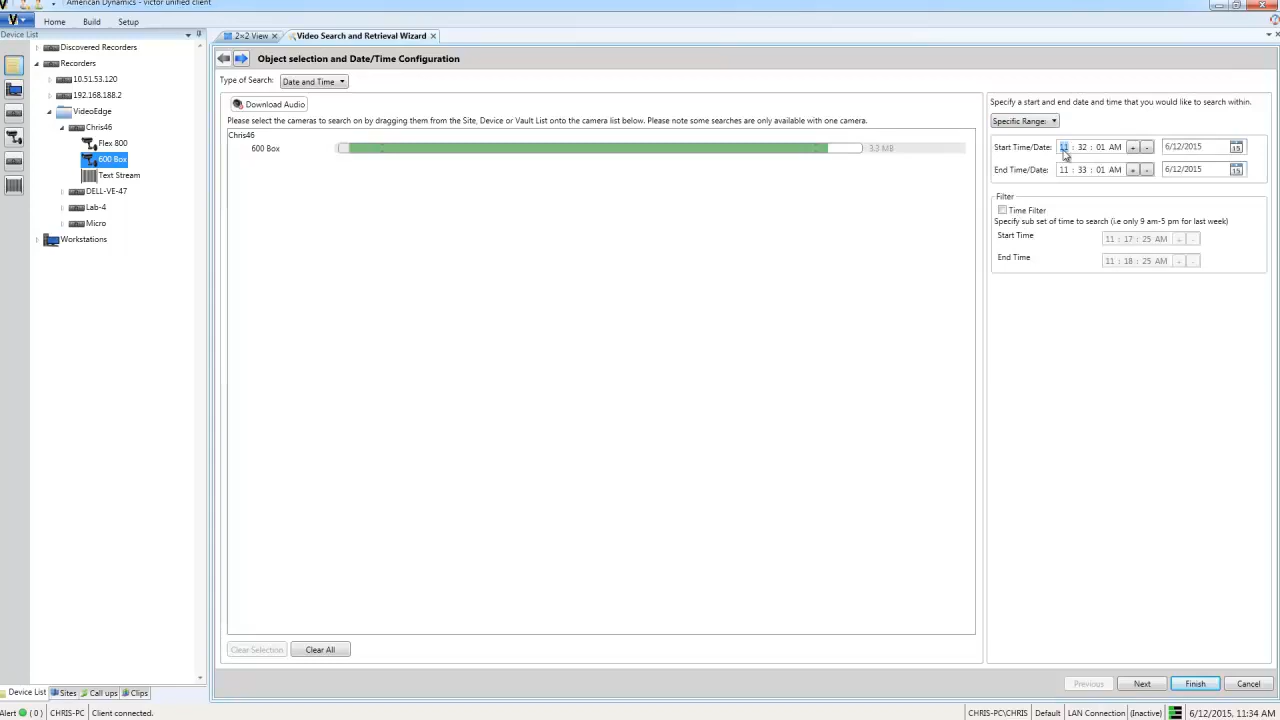 American Dynamics - victor unified client
V Home Build Setup
Device List
2×2 View Video Search and Retrieval Wizard
Discovered Recorders
Recorders
10.51.53.120
192.168.188.2
VideoEdge
Chris46
Flex 800
600 Box
Text Stream
DELL-VE-47
Lab-4
Micro
Workstations
Object selection and Date/Time Configuration
Type of Search: Date and Time
Download Audio
Please select the cameras to search on by dragging them from the Site, Device or Vault List onto the camera list below. Please note some searches are only available with one camera.
Chris46
600 Box 3.3 MB
Clear Selection Clear All
Specify a start and end date and time that you would like to search within.
Specific Range:
Start Time/Date: 11 : 32 : 01 AM + - 6/12/2015 15
End Time/Date: 11 : 33 : 01 AM + - 6/12/2015 15
Filter
Time Filter
Specify sub set of time to search (i.e only 9 am-5 pm for last week)
Start Time 11 : 17 : 25 AM + -
End Time 11 : 18 : 25 AM + -
Previous Next Finish Cancel
Device List Sites Call ups Clips
Alert ( 0 ) CHRIS-PC Client connected. CHRIS-PC\CHRIS Default LAN Connection [Inactive] 6/12/2015, 11:34 AM